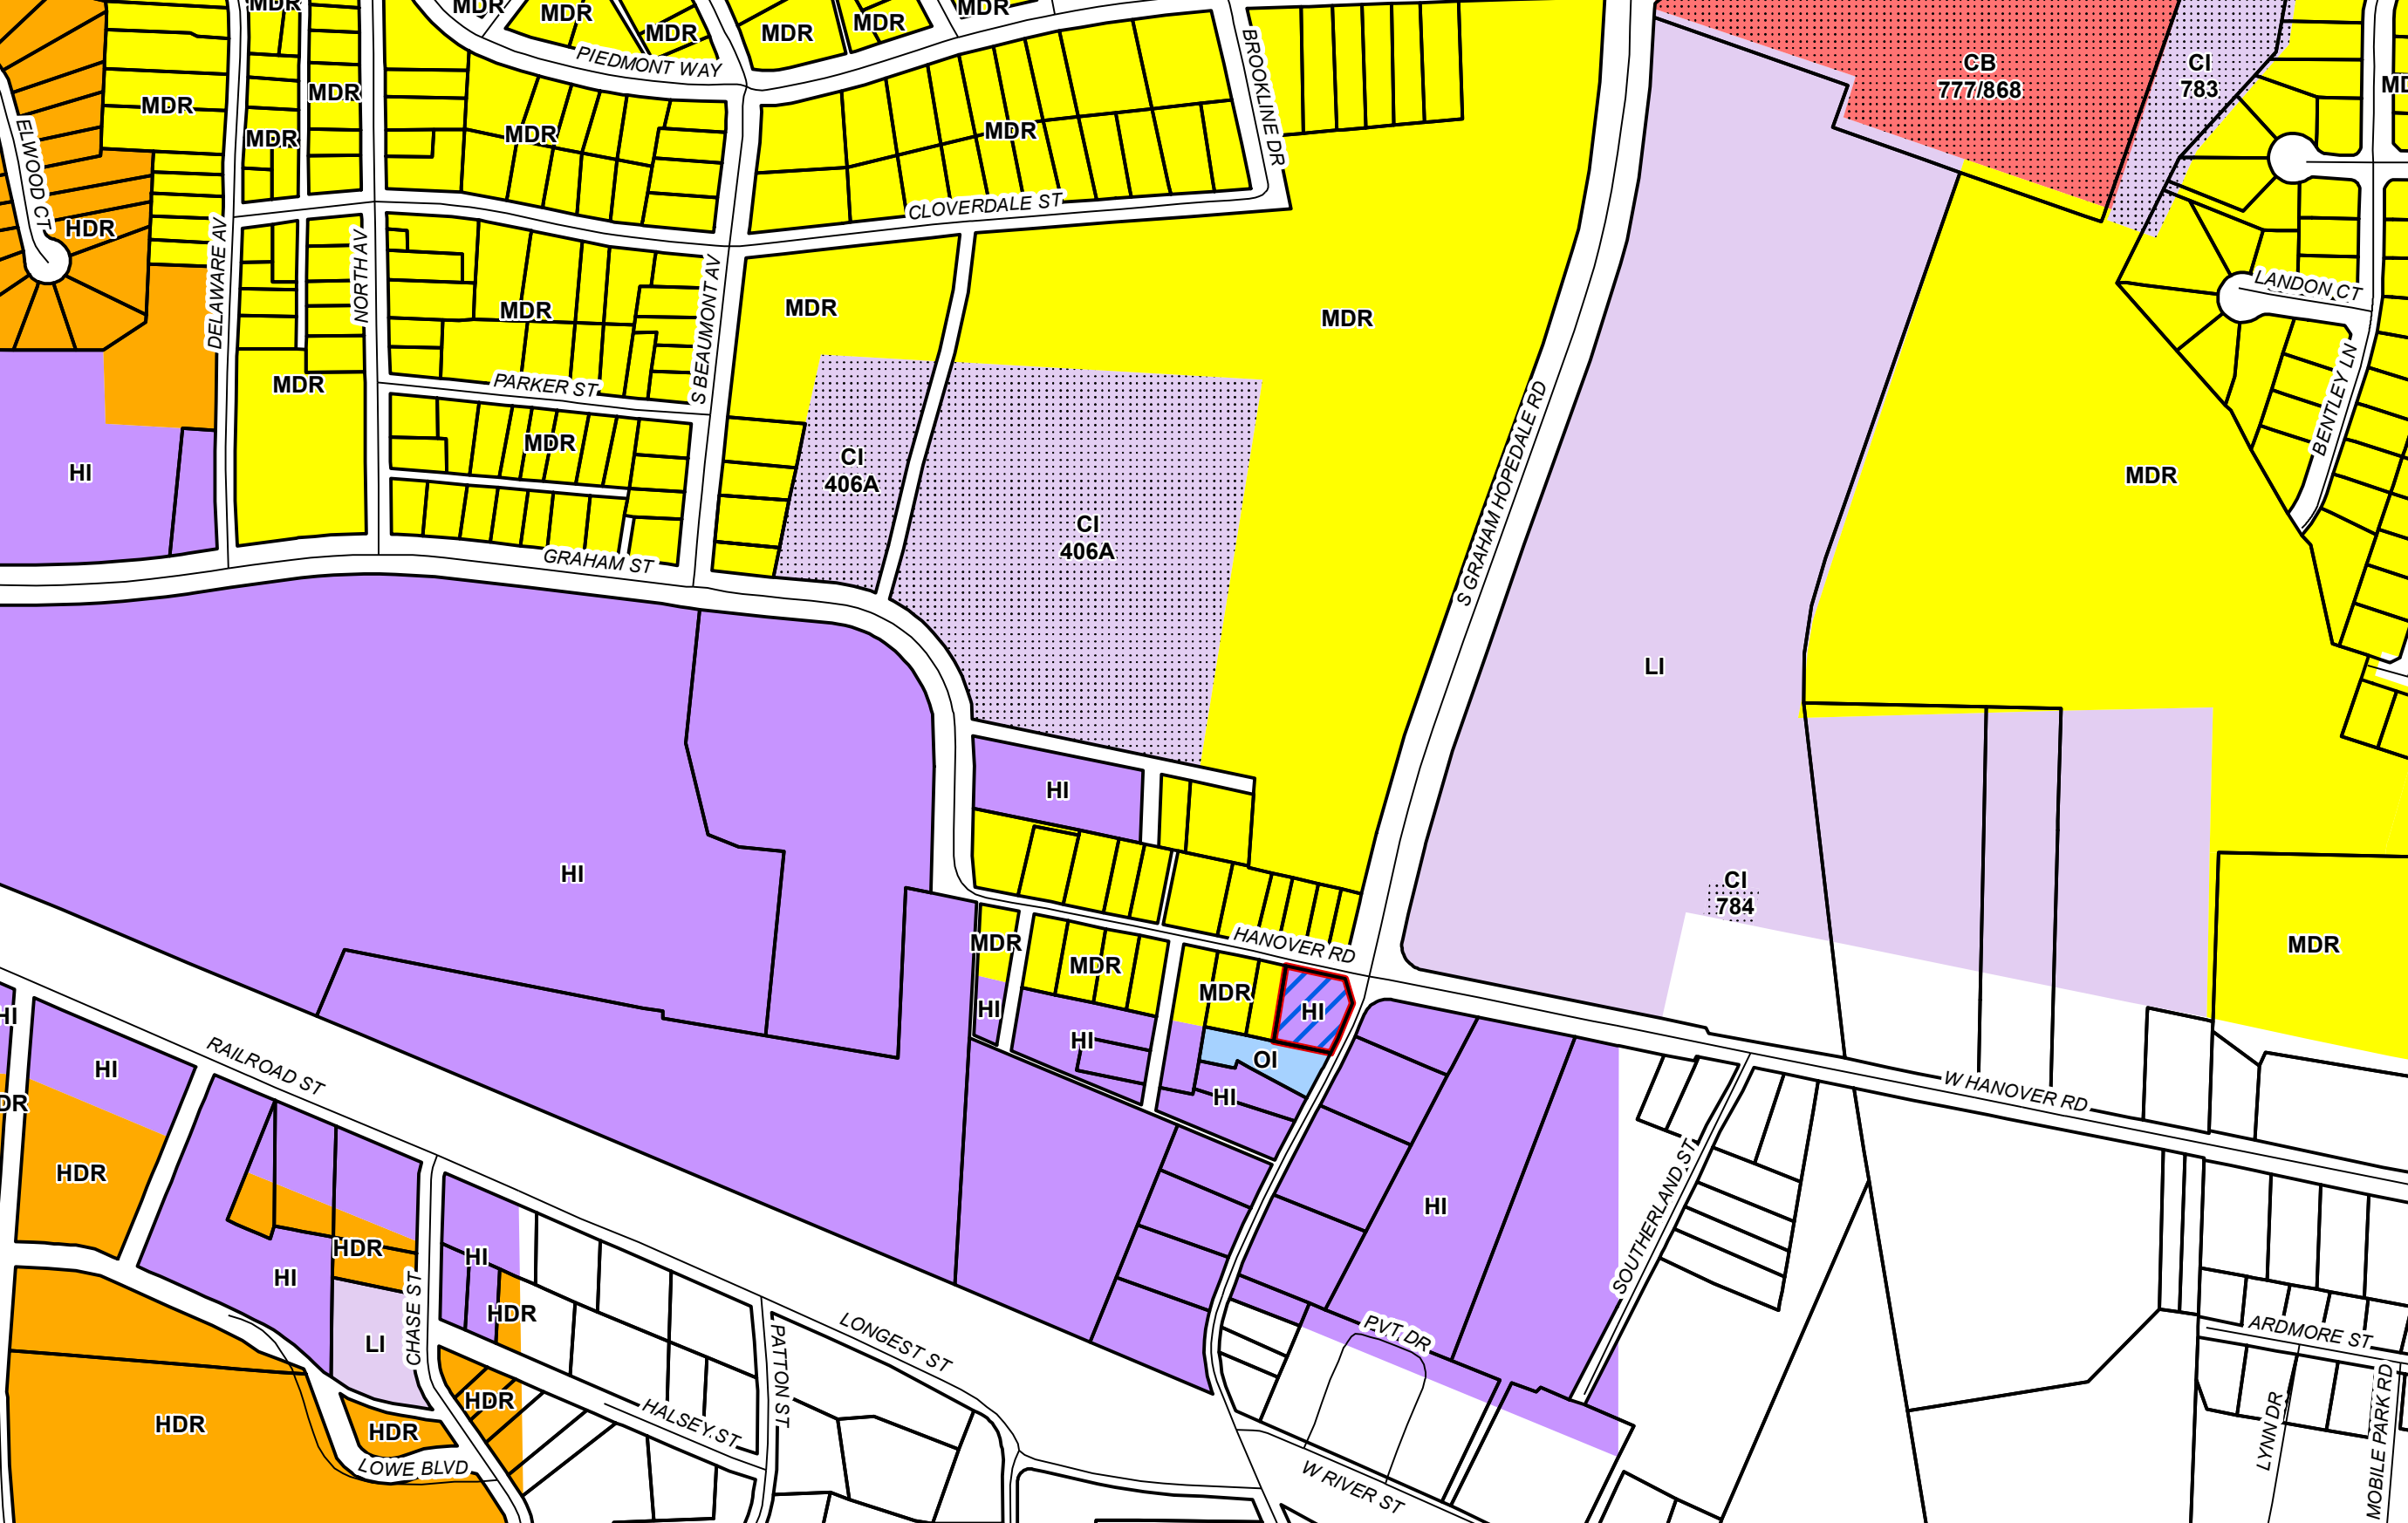 MDR
MDR
MDR
MDR
MDR
MDR
MDR
PIEDMONT WAY
BROOKLINE DR
CB
777/868
CI
783
MDR
MDR
MDR
MDR
MDR
ELWOOD CT
HDR
DELAWARE AV
NORTH AV
CLOVERDALE ST
S BEAUMONT AV
MDR
MDR
MDR
LANDON CT
BENTLEY LN
MDR
PARKER ST
S GRAHAM HOPEDALE RD
MDR
HI
CI
406A
CI
406A
MDR
GRAHAM ST
LI
HI
HI
CI
784
MDR
MDR
HANOVER RD
MDR
MDR
HI
HI
HI
HI
OI
HI
HI
RAILROAD ST
W HANOVER RD
HDR
SOUTHERLAND ST
HI
HDR
HI
HI
HDR
CHASE ST
LI
PATTON ST
LONGEST ST
PVT DR
ARDMORE ST
HDR
HDR
HDR
HALSEY ST
LOWE BLVD
W RIVER ST
LYNN DR
MOBILE PARK RD